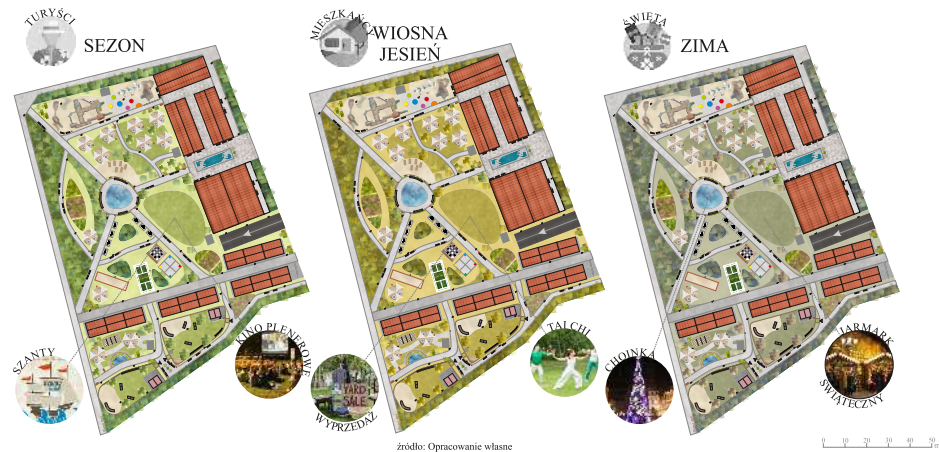 TURYŚCI
SEZON
MIESZKAŃCY
WIOSNA
JESIEŃ
ŚWIĘTA
ZIMA
SZANTY
KINO PLENEROWE
YARD
SALE
WYPRZEDAŻ
TAI CHI
CHOINKA
JARMARK
ŚWIĄTECZNY
źródło: Opracowanie własne
0 10 20 30 40 50
m